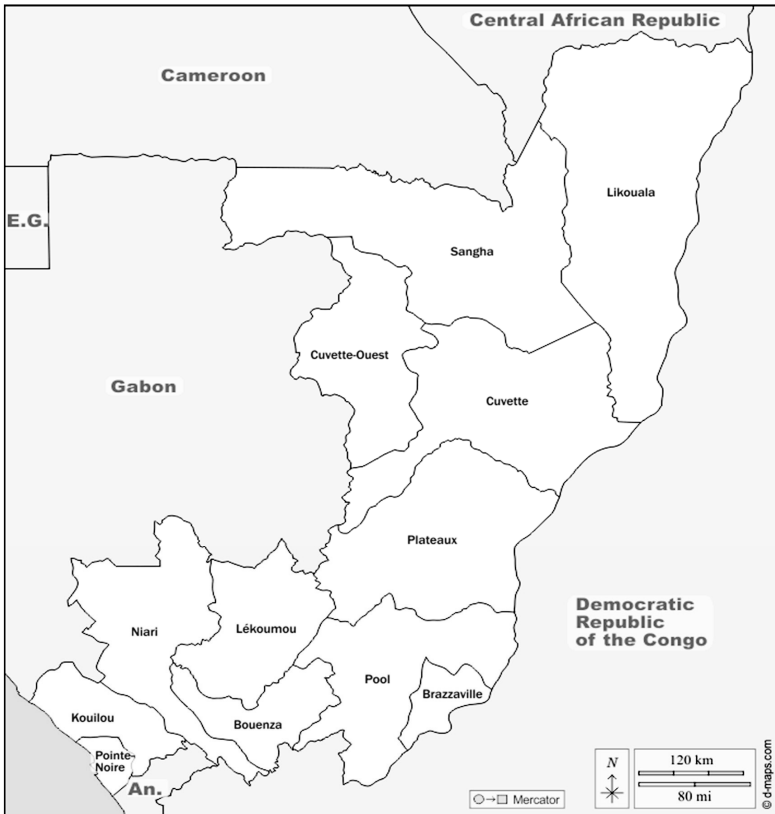 Central African Republic
Cameroon
Likouala
E.G.
Sangha
Cuvette-Ouest
Gabon
Cuvette
Plateaux
Democratic
Republic
of the Congo
Niari
Lékoumou
Pool
Brazzaville
Kouilou
Bouenza
Pointe-
Noire
An.
Mercator
N
120 km
80 mi
© d-maps.com